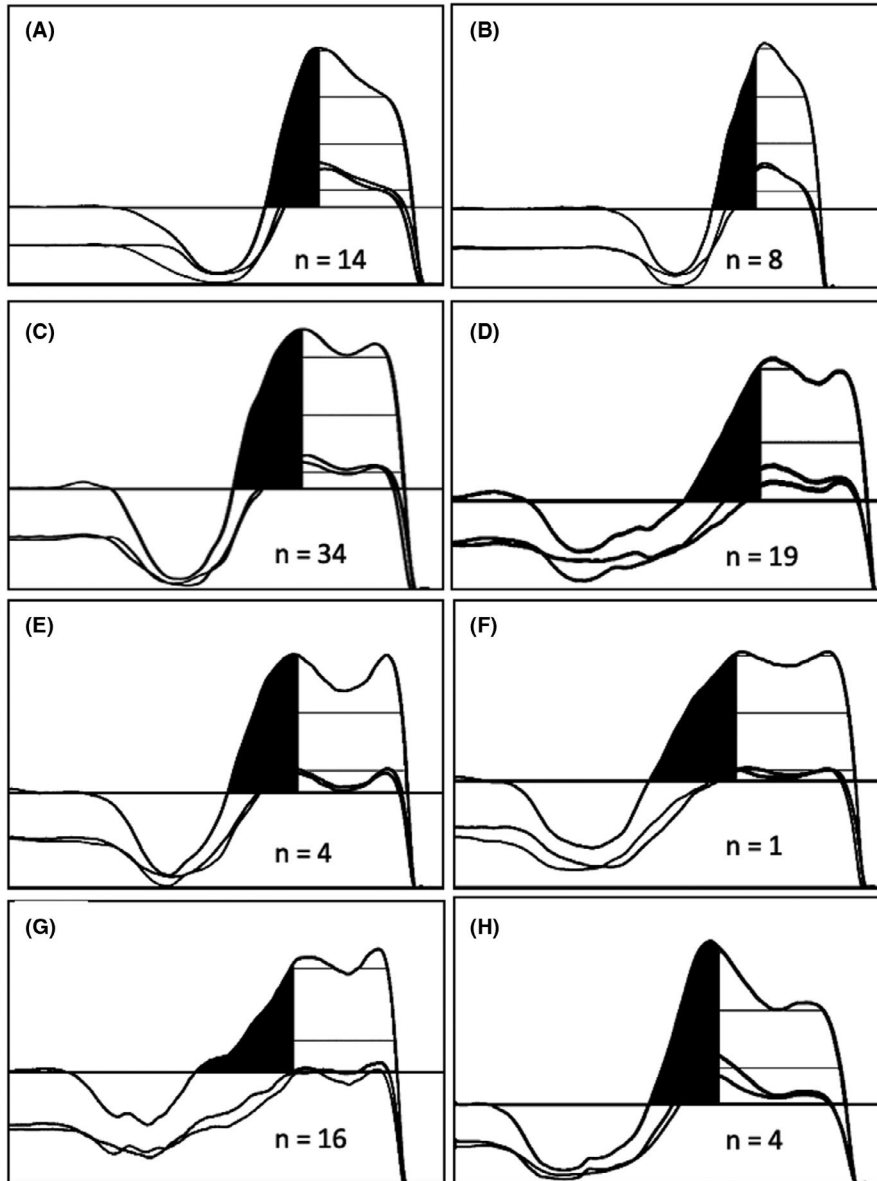 (A)
n = 14
(B)
n = 8
(C)
n = 34
(D)
n = 19
(E)
n = 4
(F)
n = 1
(G)
n = 16
(H)
n = 4